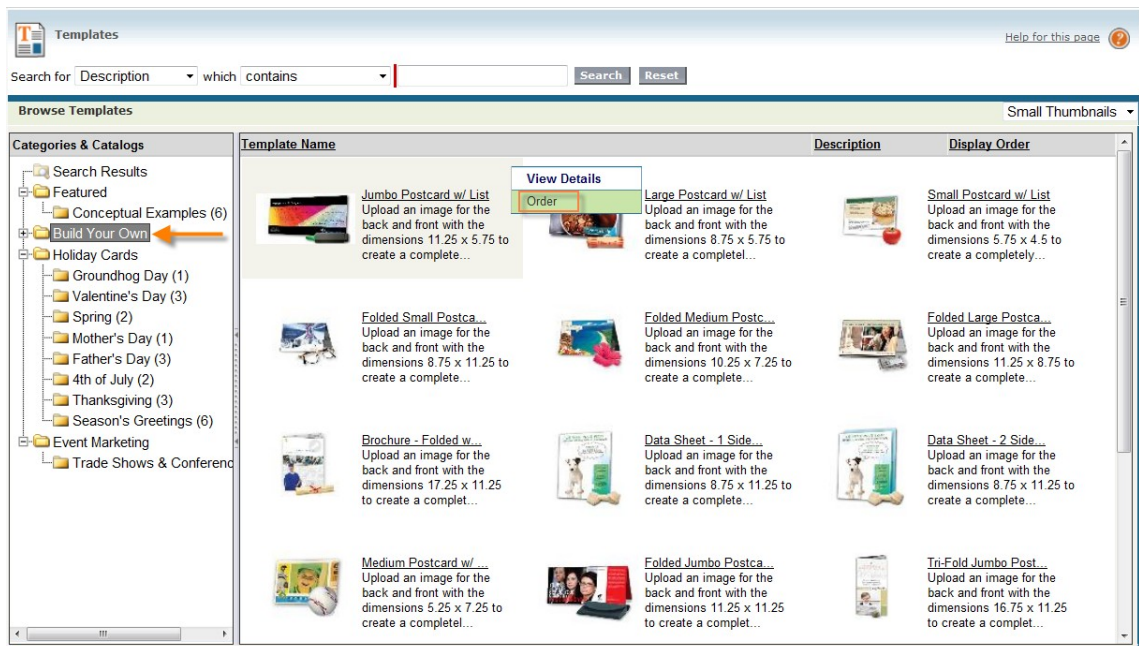 Templates
Help for this page
Search for Description which contains Search Reset
Browse Templates
Small Thumbnails
Categories & Catalogs
Search Results
Featured
Conceptual Examples (6)
Build Your Own
Holiday Cards
Groundhog Day (1)
Valentine's Day (3)
Spring (2)
Mother's Day (1)
Father's Day (3)
4th of July (2)
Thanksgiving (3)
Season's Greetings (6)
Event Marketing
Trade Shows & Conferenc
Template Name
Description
Display Order
Jumbo Postcard w/ List
Upload an image for the
back and front with the
dimensions 11.25 x 5.75 to
create a complete...
View Details
Order
Large Postcard w/ List
Upload an image for the
back and front with the
dimensions 8.75 x 5.75 to
create a completel...
Small Postcard w/ List
Upload an image for the
back and front with the
dimensions 5.75 x 4.5 to
create a completely...
Folded Small Postca...
Upload an image for the
back and front with the
dimensions 8.75 x 11.25 to
create a complete...
Folded Medium Postc...
Upload an image for the
back and front with the
dimensions 10.25 x 7.25 to
create a complete...
Folded Large Postca...
Upload an image for the
back and front with the
dimensions 11.25 x 8.75 to
create a complete...
Brochure - Folded w...
Upload an image for the
back and front with the
dimensions 17.25 x 11.25
to create a complet...
Data Sheet - 1 Side...
Upload an image for the
back and front with the
dimensions 8.75 x 11.25 to
create a complete...
Data Sheet - 2 Side...
Upload an image for the
back and front with the
dimensions 8.75 x 11.25 to
create a complete...
Medium Postcard w/ ...
Upload an image for the
back and front with the
dimensions 5.25 x 7.25 to
create a completel...
Folded Jumbo Postca...
Upload an image for the
back and front with the
dimensions 11.25 x 11.25
to create a complet...
Tri-Fold Jumbo Post...
Upload an image for the
back and front with the
dimensions 16.75 x 11.25
to create a complet...